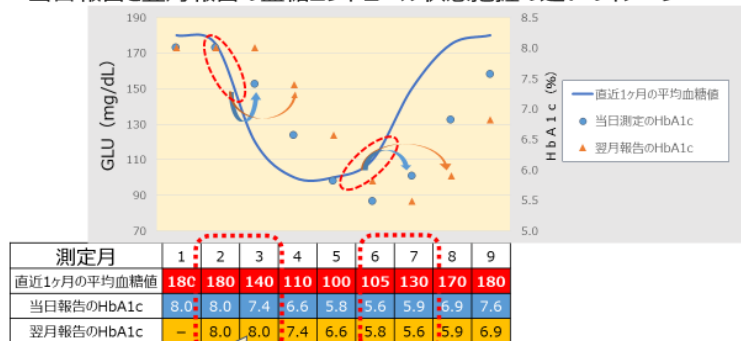 190
170
150
130
110
90
70
GLU (mg/dL)
8.5
8.0
7.5
7.0
6.5
6.0
5.5
5.0
HbA1c (%)
直近1ヶ月の平均血糖値
当日測定のHbA1c
翌月報告のHbA1c
測定月 1 2 3 4 5 6 7 8 9
直近1ヶ月の平均血糖値 180 180 140 110 100 105 130 170 180
当日報告のHbA1c 8.0 8.0 7.4 6.6 5.8 5.6 5.9 6.9 7.6
翌月報告のHbA1c － 8.0 8.0 7.4 6.6 5.8 5.6 5.9 6.9